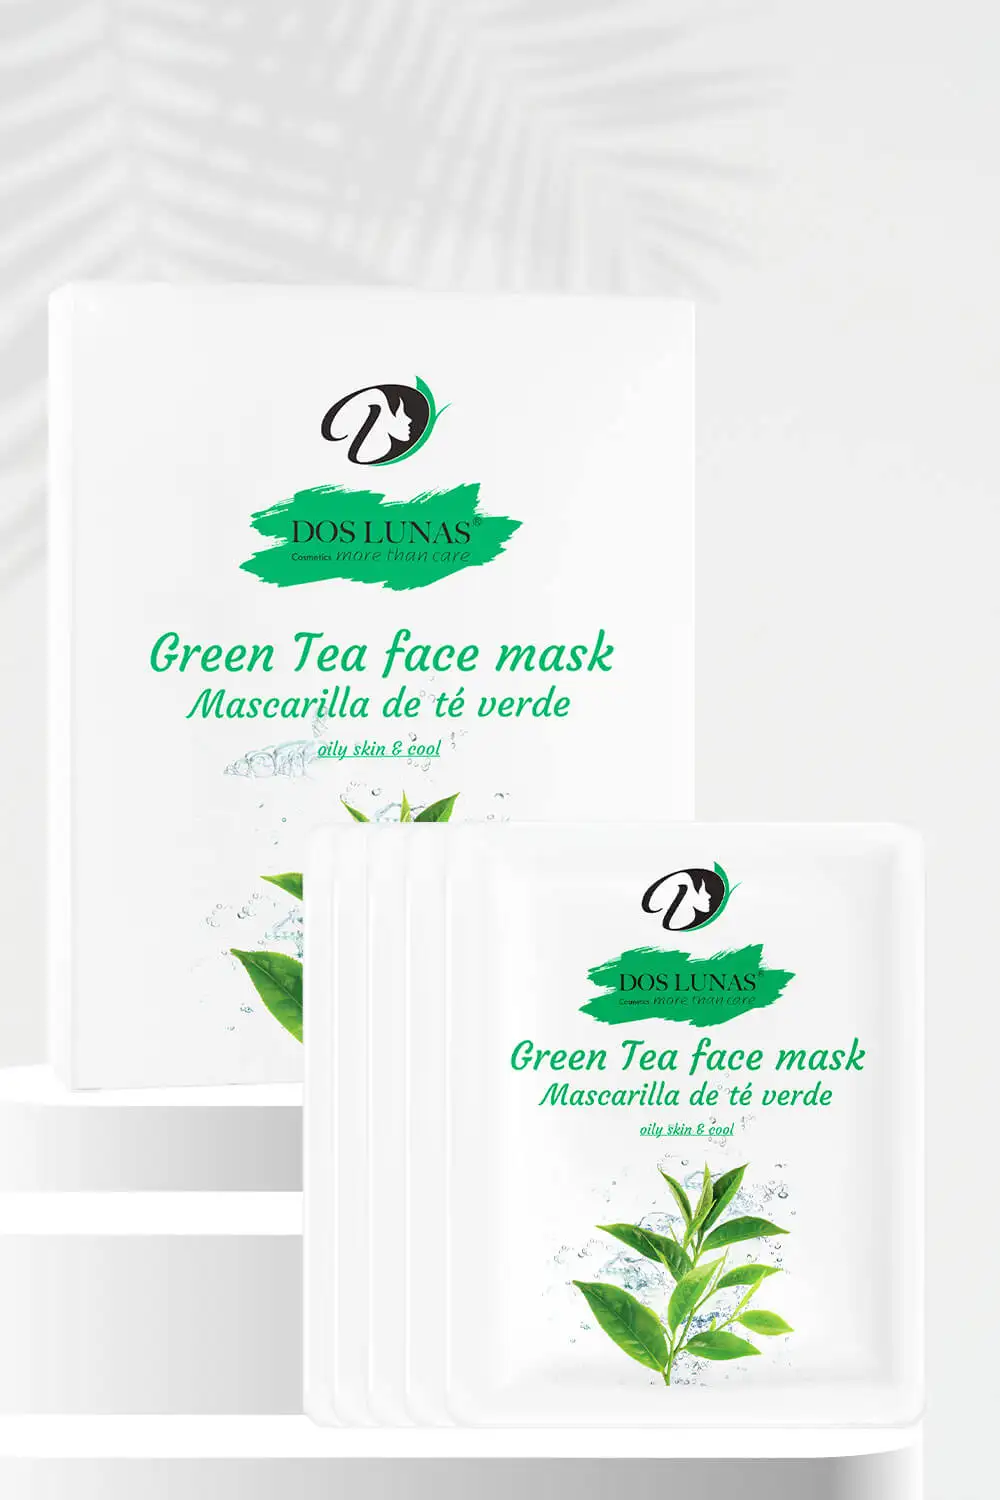 DOS LUNAS®
Cosmetics more than care
Green Tea face mask
Mascarilla de té verde
oily skin & cool
DOS LUNAS®
Cosmetics more than care
Green Tea face mask
Mascarilla de té verde
oily skin & cool